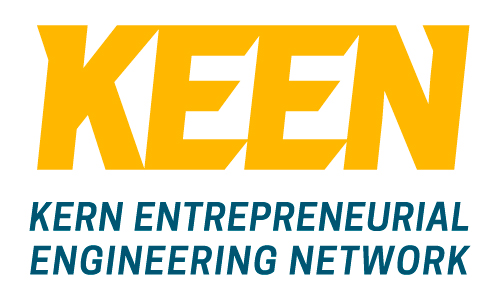 KEEN
KERN ENTREPRENEURIAL
ENGINEERING NETWORK